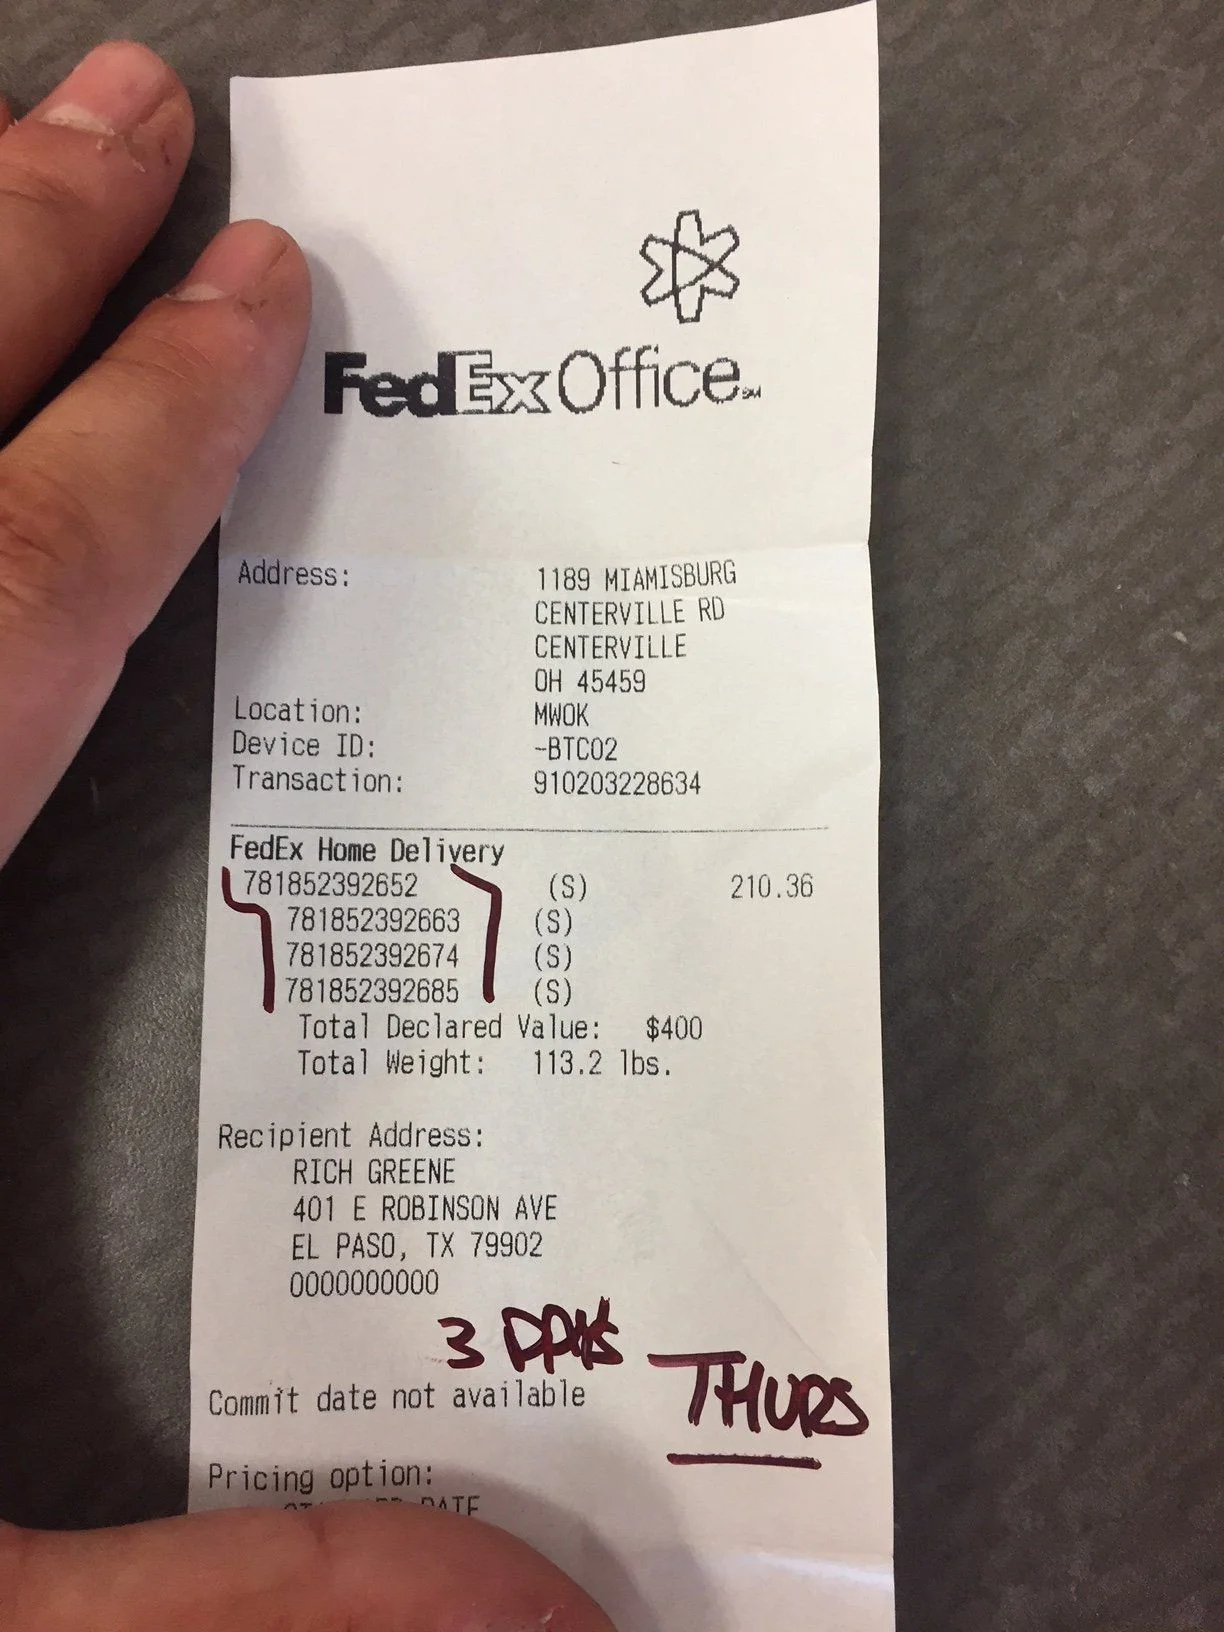 FedEx Office SM
Address: 1189 MIAMISBURG
CENTERVILLE RD
CENTERVILLE
OH 45459
Location: MWOK
Device ID: -BTC02
Transaction: 910203228634
FedEx Home Delivery
781852392652 (S) 210.36
781852392663 (S)
781852392674 (S)
781852392685 (S)
Total Declared Value: $400
Total Weight: 113.2 lbs.
Recipient Address:
RICH GREENE
401 E ROBINSON AVE
EL PASO, TX 79902
0000000000
3 DAYS THURS
Commit date not available
Pricing option: